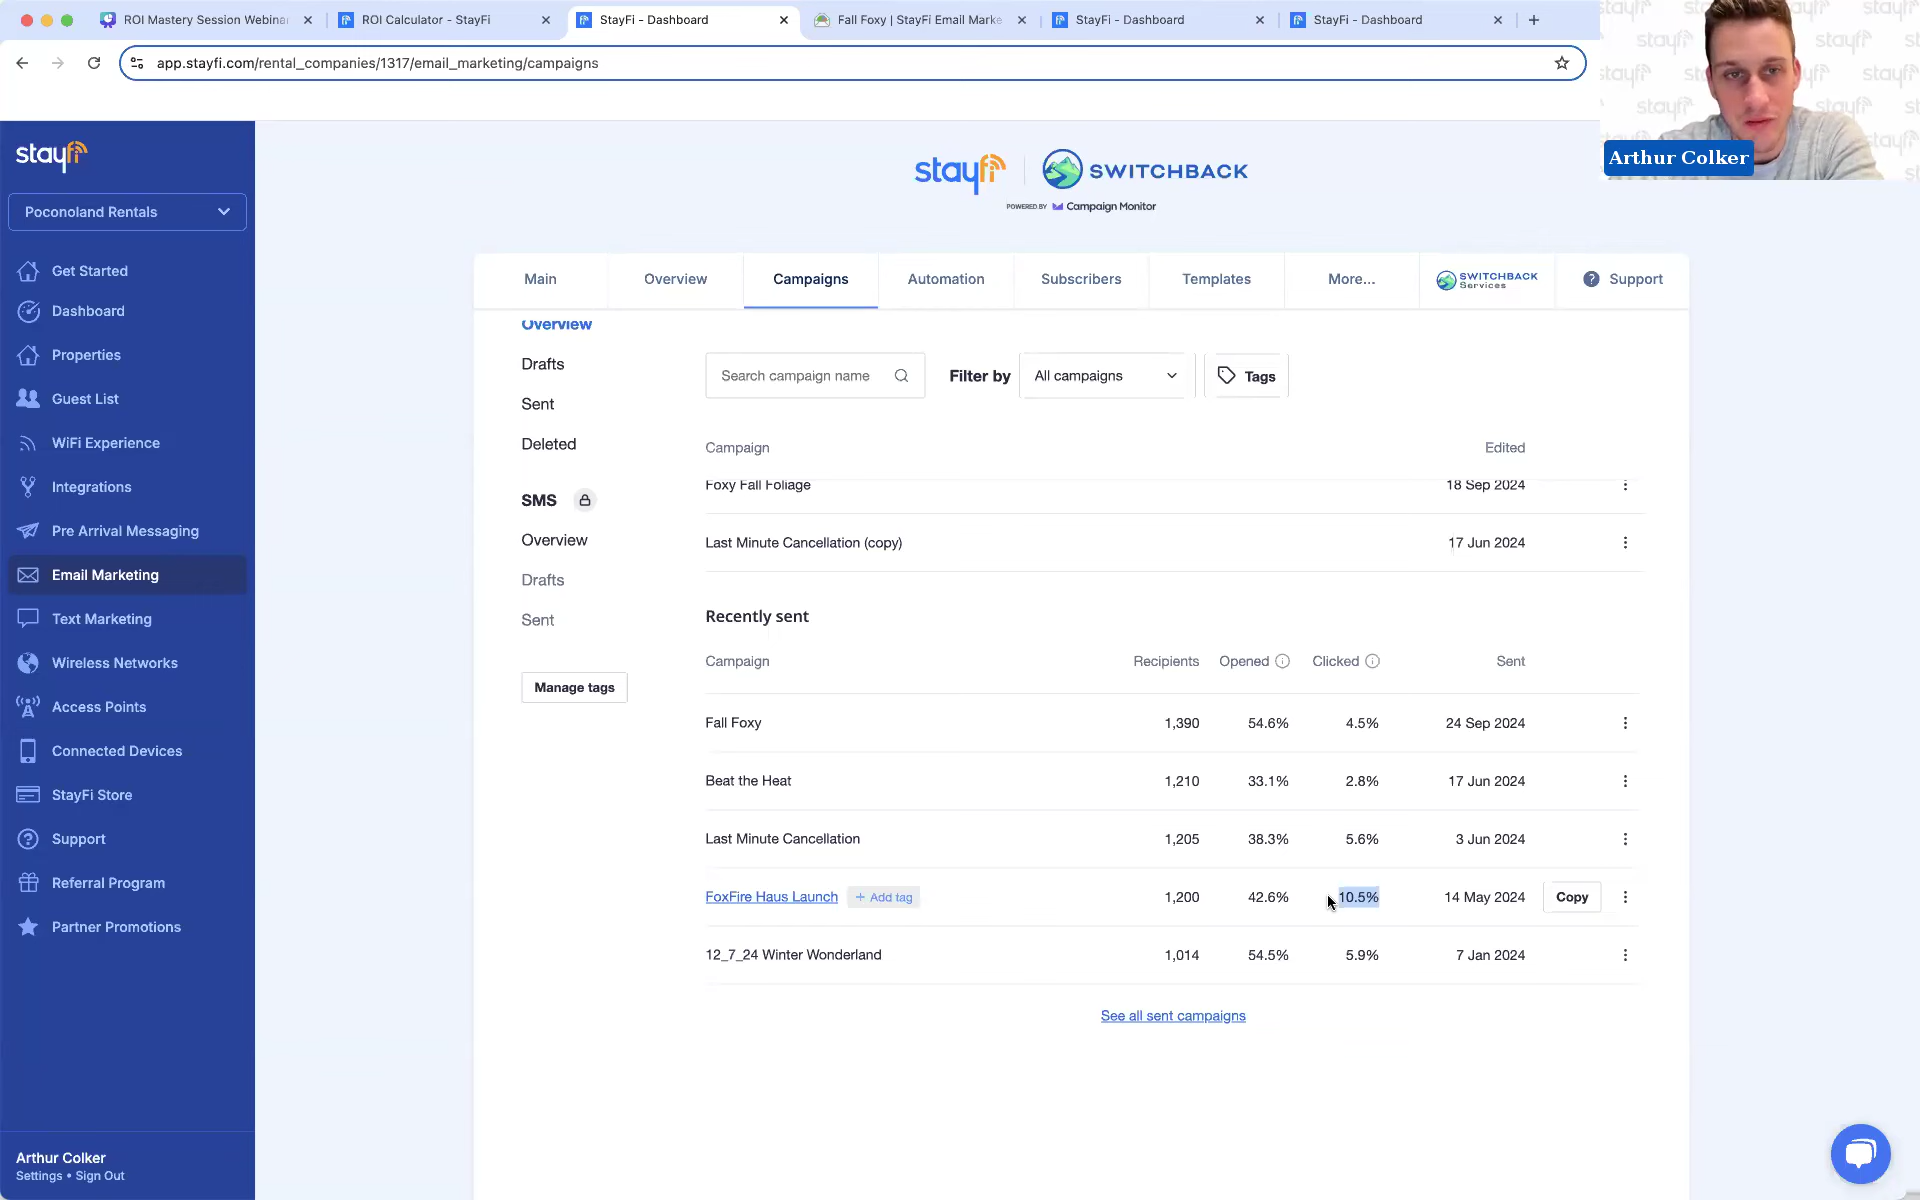 ROI Mastery Session Webinar
ROI Calculator - StayFi
StayFi - Dashboard
Fall Foxy | StayFi Email Marke
StayFi - Dashboard
StayFi - Dashboard
app.stayfi.com/rental_companies/1317/email_marketing/campaigns
Arthur Colker
stayfi
Poconoland Rentals
Get Started
Dashboard
Properties
Guest List
WiFi Experience
Integrations
Pre Arrival Messaging
Email Marketing
Text Marketing
Wireless Networks
Access Points
Connected Devices
StayFi Store
Support
Referral Program
Partner Promotions
Arthur Colker
Settings • Sign Out
stayfi SWITCHBACK
POWERED BY Campaign Monitor
Main Overview Campaigns Automation Subscribers Templates More... SWITCHBACK Services Support
Overview
Drafts
Sent
Deleted
SMS
Overview
Drafts
Sent
Manage tags
Search campaign name Filter by All campaigns Tags
Campaign Edited
Foxy Fall Foliage 18 Sep 2024
Last Minute Cancellation (copy) 17 Jun 2024
Recently sent
Campaign Recipients Opened Clicked Sent
Fall Foxy 1,390 54.6% 4.5% 24 Sep 2024
Beat the Heat 1,210 33.1% 2.8% 17 Jun 2024
Last Minute Cancellation 1,205 38.3% 5.6% 3 Jun 2024
FoxFire Haus Launch + Add tag 1,200 42.6% 10.5% 14 May 2024 Copy
12_7_24 Winter Wonderland 1,014 54.5% 5.9% 7 Jan 2024
See all sent campaigns